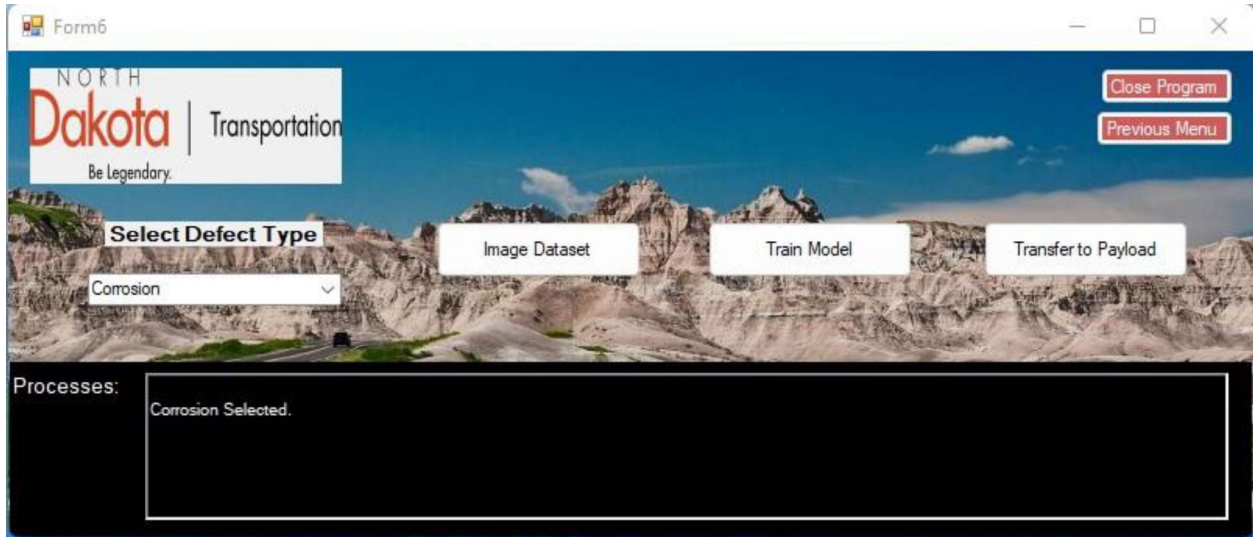 Form6
NORTH
Dakota
Transportation
Be Legendary.
Close Program
Previous Menu
Select Defect Type
Corrosion
Image Dataset
Train Model
Transfer to Payload
Processes:
Corrosion Selected.